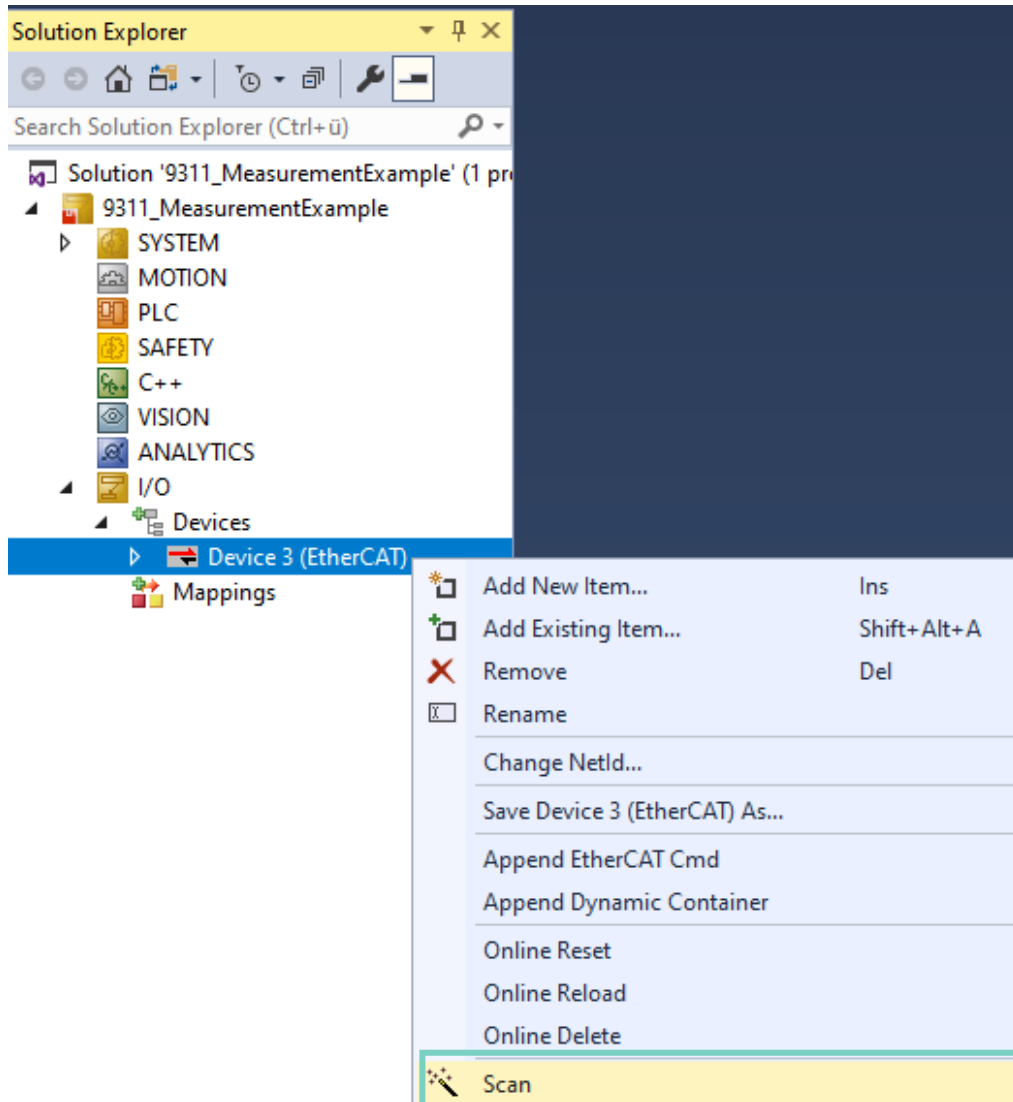 Solution Explorer
Search Solution Explorer (Ctrl+ü)
Solution '9311_MeasurementExample' (1 pr
9311_MeasurementExample
SYSTEM
MOTION
PLC
SAFETY
C++
VISION
ANALYTICS
I/O
Devices
Device 3 (EtherCAT)
Mappings
Add New Item... Ins
Add Existing Item... Shift+Alt+A
Remove Del
Rename
Change NetId...
Save Device 3 (EtherCAT) As...
Append EtherCAT Cmd
Append Dynamic Container
Online Reset
Online Reload
Online Delete
Scan